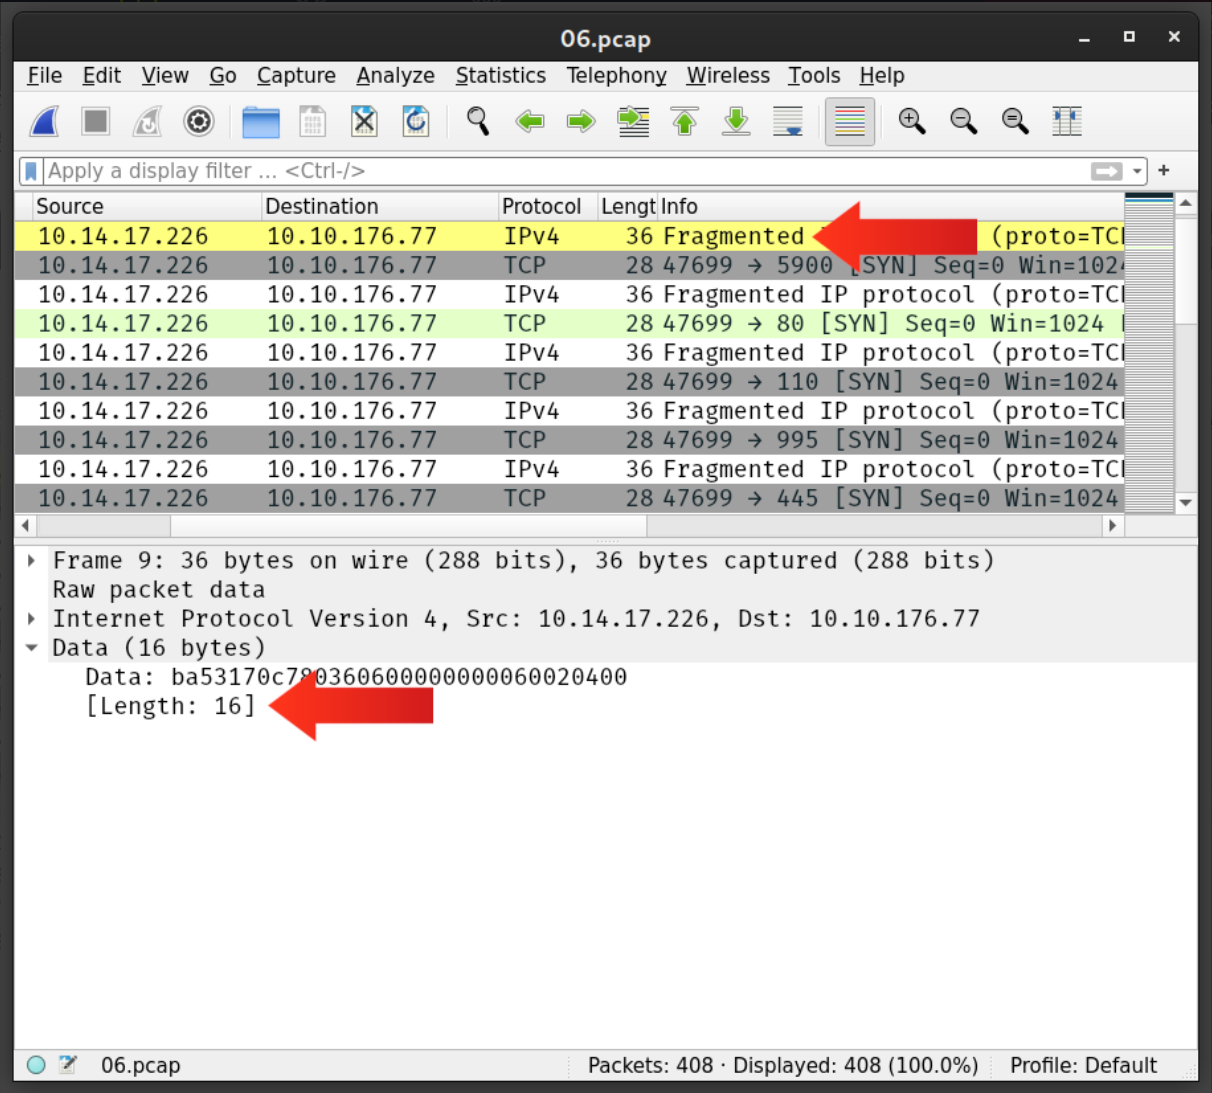 06.pcap
File Edit View Go Capture Analyze Statistics Telephony Wireless Tools Help
Apply a display filter ... <Ctrl-/>
Source Destination Protocol Lengt Info
10.14.17.226 10.10.176.77 IPv4 36 Fragmented (proto=TC
10.14.17.226 10.10.176.77 TCP 28 47699 → 5900 [SYN] Seq=0 Win=1024
10.14.17.226 10.10.176.77 IPv4 36 Fragmented IP protocol (proto=TC
10.14.17.226 10.10.176.77 TCP 28 47699 → 80 [SYN] Seq=0 Win=1024
10.14.17.226 10.10.176.77 IPv4 36 Fragmented IP protocol (proto=TC
10.14.17.226 10.10.176.77 TCP 28 47699 → 110 [SYN] Seq=0 Win=1024
10.14.17.226 10.10.176.77 IPv4 36 Fragmented IP protocol (proto=TC
10.14.17.226 10.10.176.77 TCP 28 47699 → 995 [SYN] Seq=0 Win=1024
10.14.17.226 10.10.176.77 IPv4 36 Fragmented IP protocol (proto=TC
10.14.17.226 10.10.176.77 TCP 28 47699 → 445 [SYN] Seq=0 Win=1024
Frame 9: 36 bytes on wire (288 bits), 36 bytes captured (288 bits)
Raw packet data
Internet Protocol Version 4, Src: 10.14.17.226, Dst: 10.10.176.77
Data (16 bytes)
Data: ba53170c78036060000000000060020400
[Length: 16]
06.pcap
Packets: 408 · Displayed: 408 (100.0%)
Profile: Default